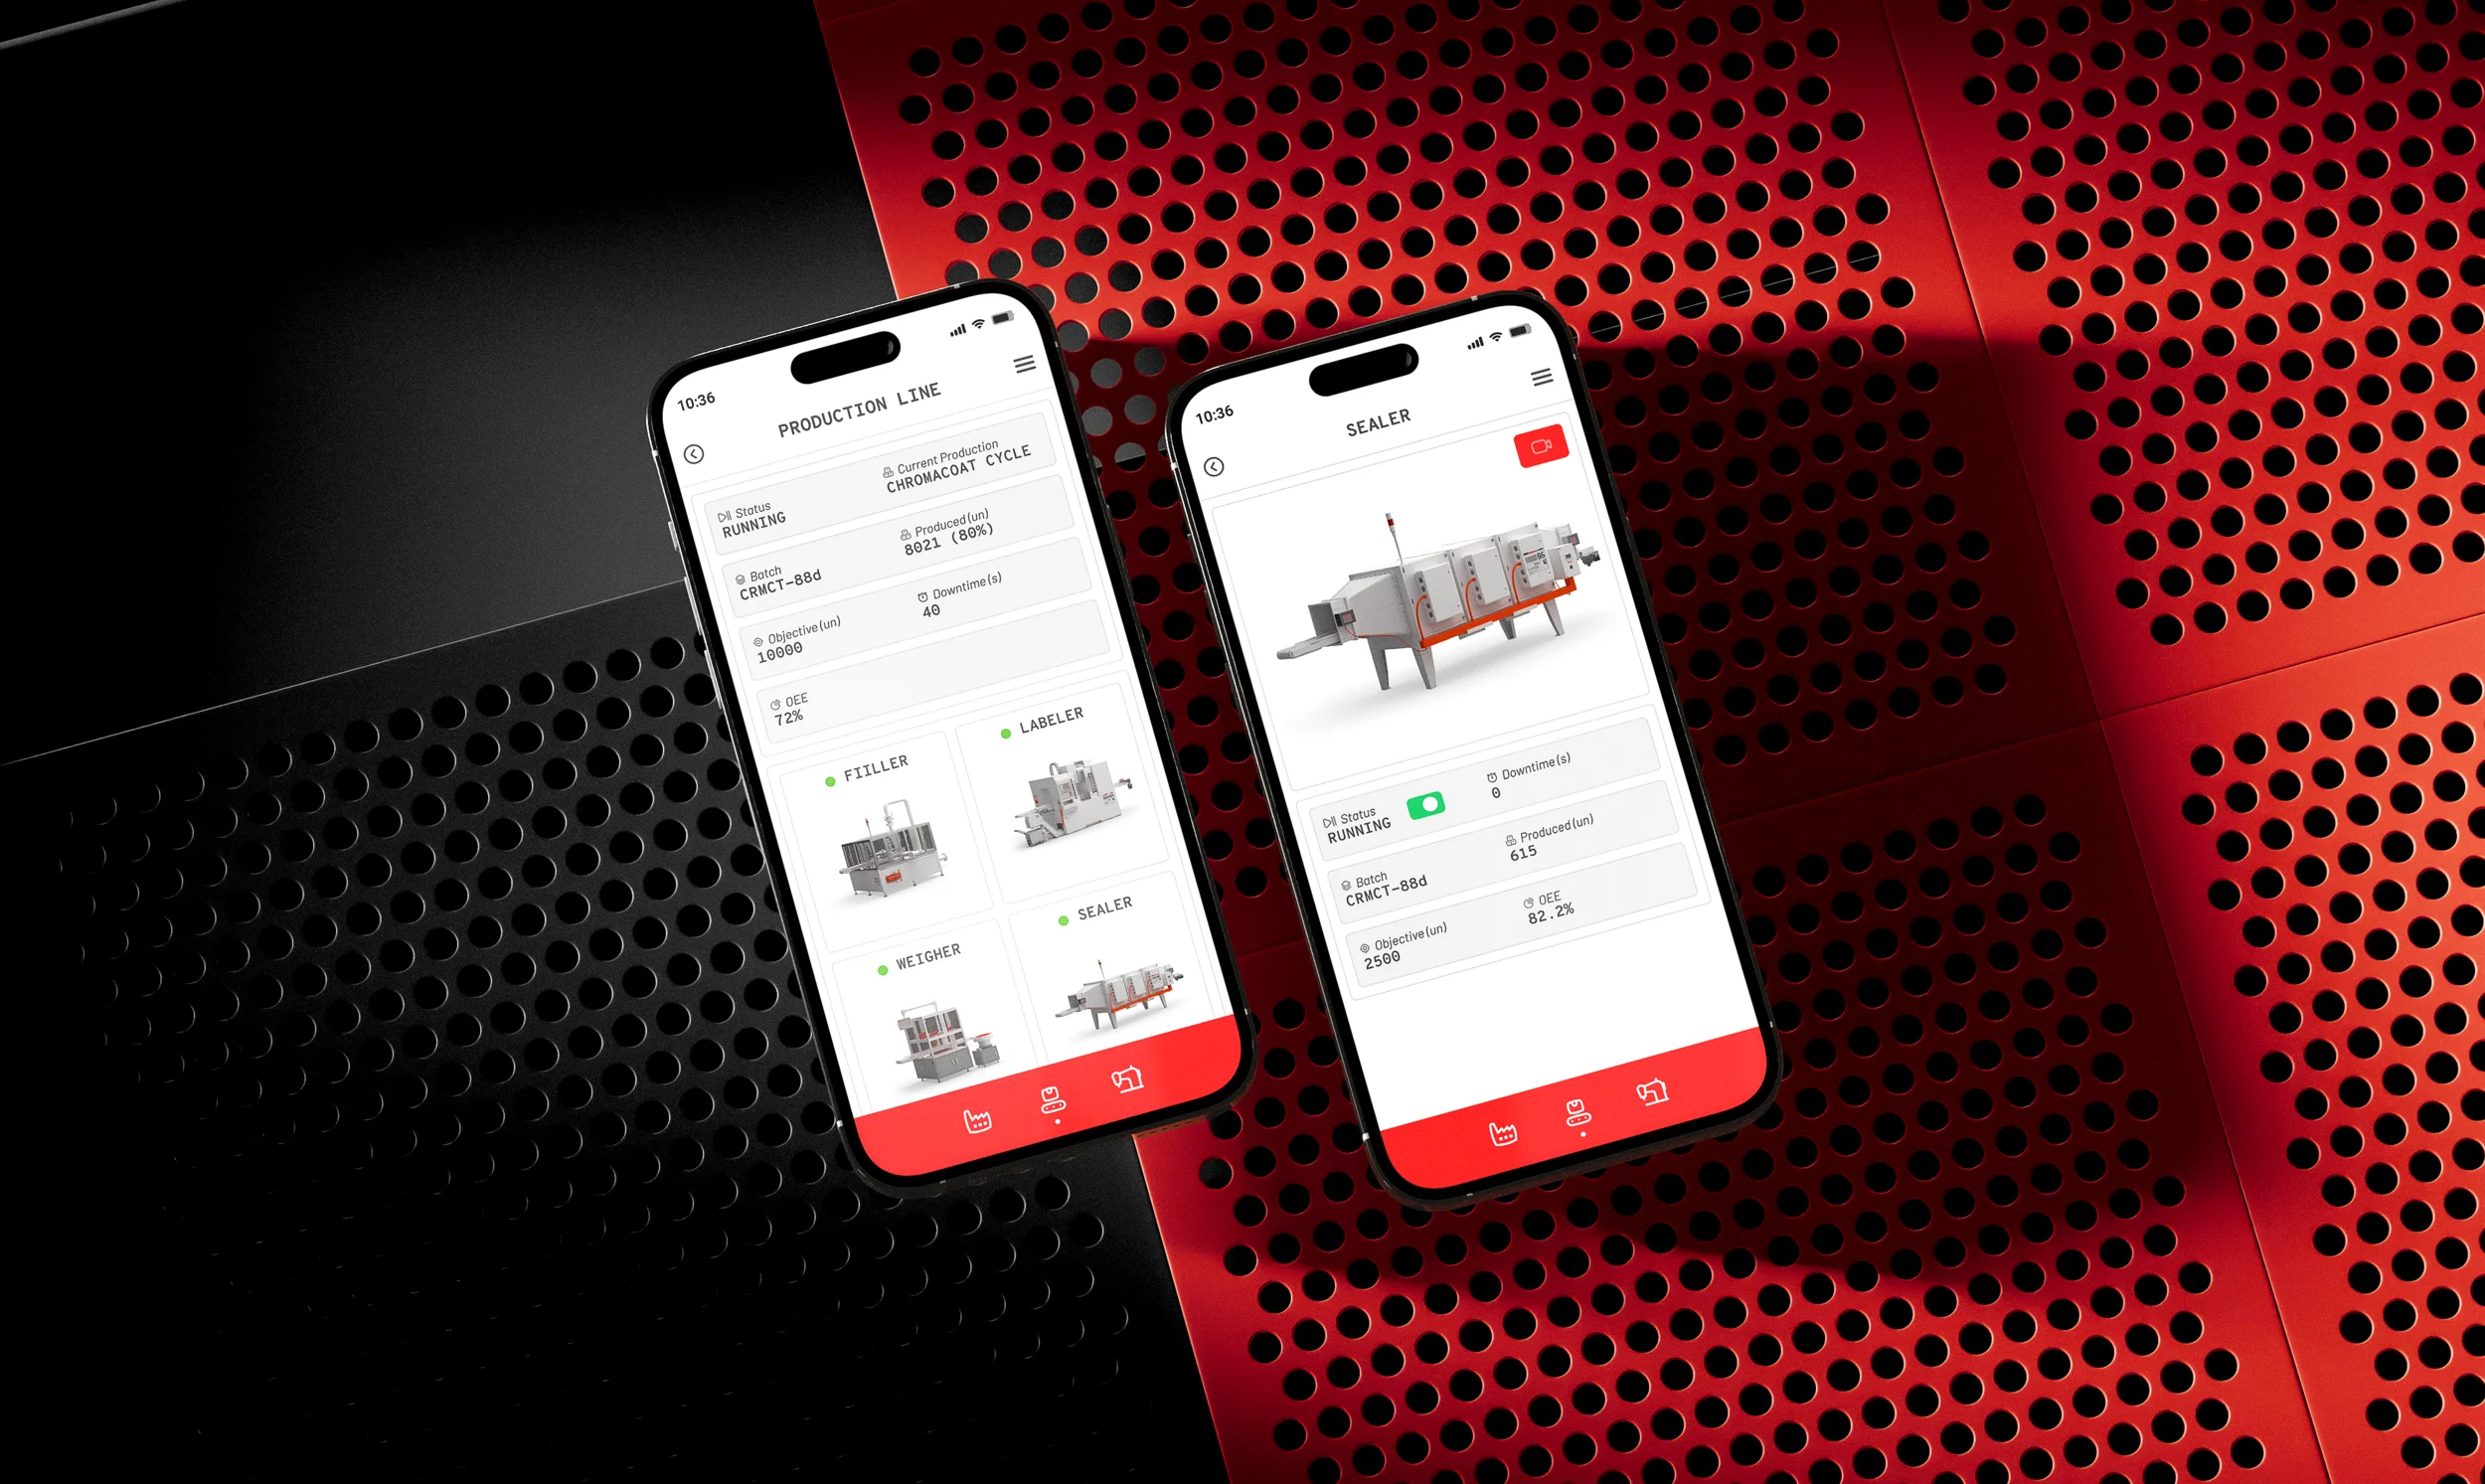 10:36
PRODUCTION LINE
Status
RUNNING
Current Production
CHROMACOAT CYCLE
Batch
CRMCT-88d
Produced(un)
8021 (80%)
Objective(un)
10000
Downtime(s)
40
OEE
72%
FIILLER
LABELER
WEIGHER
SEALER
10:36
SEALER
Status
RUNNING
Downtime(s)
0
Batch
CRMCT-88d
Produced(un)
615
Objective(un)
2500
OEE
82.2%